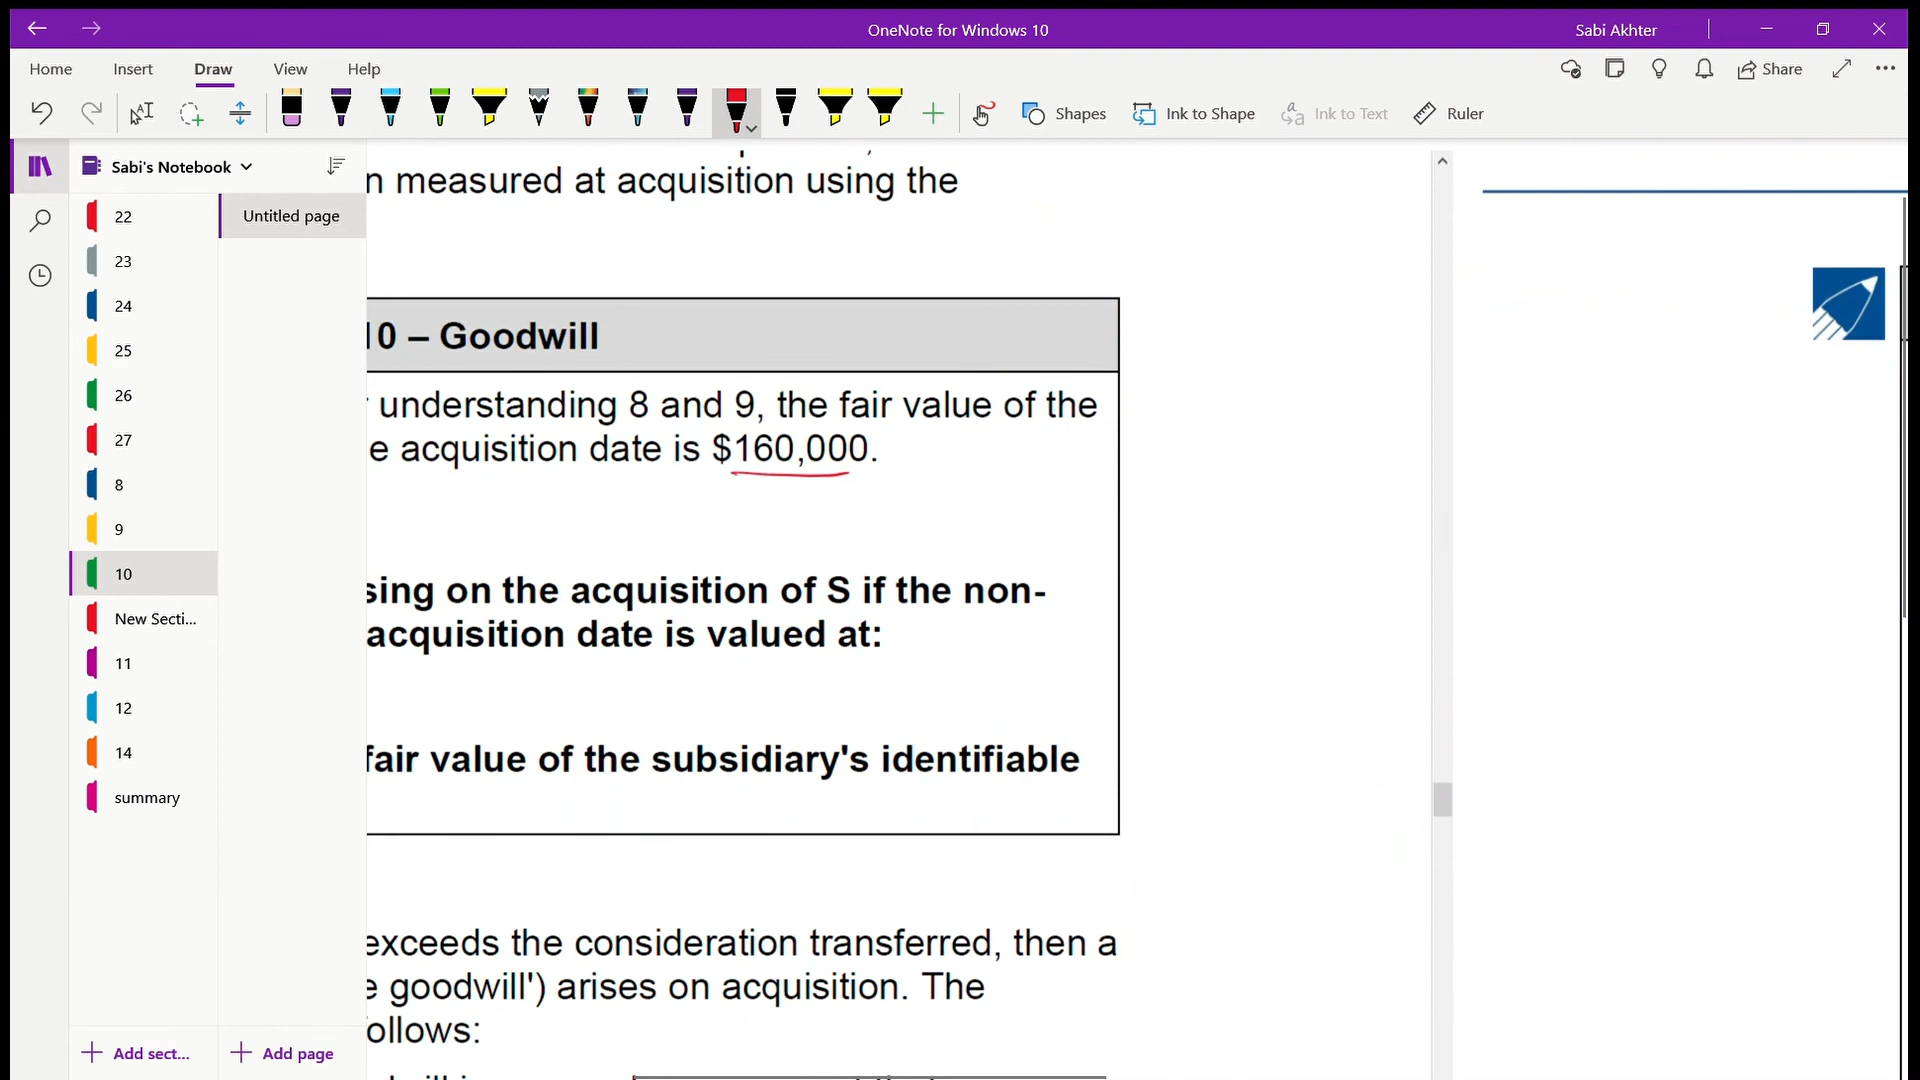 OneNote for Windows 10
Sabi Akhter
Home Insert Draw View Help
Share
Shapes Ink to Shape Ink to Text Ruler
Sabi's Notebook
22
23
24
25
26
27
8
9
10
New Secti...
11
12
14
summary
Add sect...
Untitled page
Add page
n measured at acquisition using the
10 – Goodwill
understanding 8 and 9, the fair value of the
e acquisition date is $160,000.
sing on the acquisition of S if the non-
acquisition date is valued at:
fair value of the subsidiary's identifiable
exceeds the consideration transferred, then a
e goodwill') arises on acquisition. The
ollows: